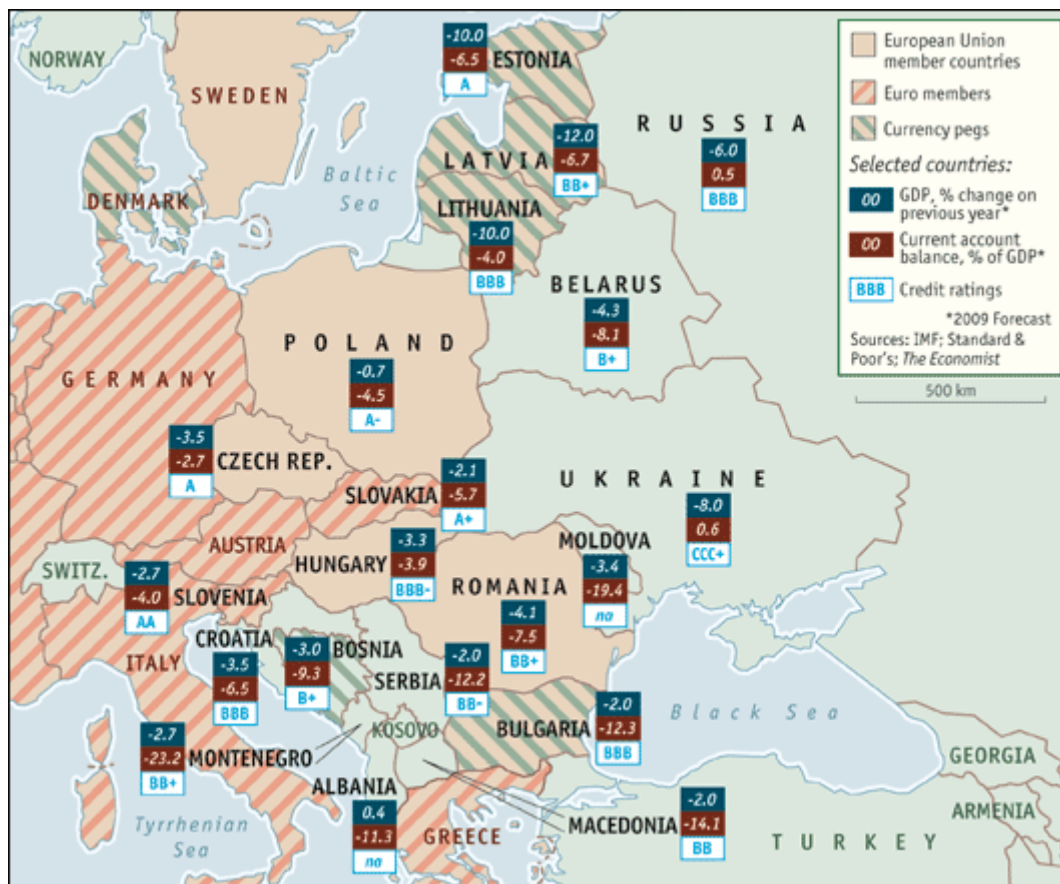 NORWAY
SWEDEN
-10.0
-6.5
A
ESTONIA
Baltic
Sea
LATVIA
-12.0
-6.7
BB+
RUSSIA
-6.0
0.5
BBB
DENMARK
LITHUANIA
-10.0
-4.0
BBB
BELARUS
-4.3
-8.1
B+
POLAND
-0.7
-4.5
A-
GERMANY
-3.5
-2.7
A
CZECH REP.
SLOVAKIA
-2.1
-5.7
A+
UKRAINE
-8.0
0.6
CCC+
AUSTRIA
HUNGARY
-3.3
-3.9
BBB-
MOLDOVA
-3.4
-19.4
na
SWITZ.
-2.7
-4.0
AA
SLOVENIA
ROMANIA
-4.1
-7.5
BB+
CROATIA
-3.5
-6.5
BBB
-3.0
-9.3
B+
BOSNIA
SERBIA
-2.0
-12.2
BB-
ITALY
KOSOVO
BULGARIA
-2.0
-12.3
BBB
Black Sea
-2.7
-23.2
BB+
MONTENEGRO
ALBANIA
0.4
-11.3
na
GREECE
MACEDONIA
-2.0
-14.1
BB
TURKEY
GEORGIA
ARMENIA
Tyrrhenian
Sea
European Union
member countries
Euro members
Currency pegs
Selected countries:
00 GDP, % change on
previous year*
00 Current account
balance, % of GDP*
BBB Credit ratings
*2009 Forecast
Sources: IMF; Standard &
Poor's; The Economist
500 km